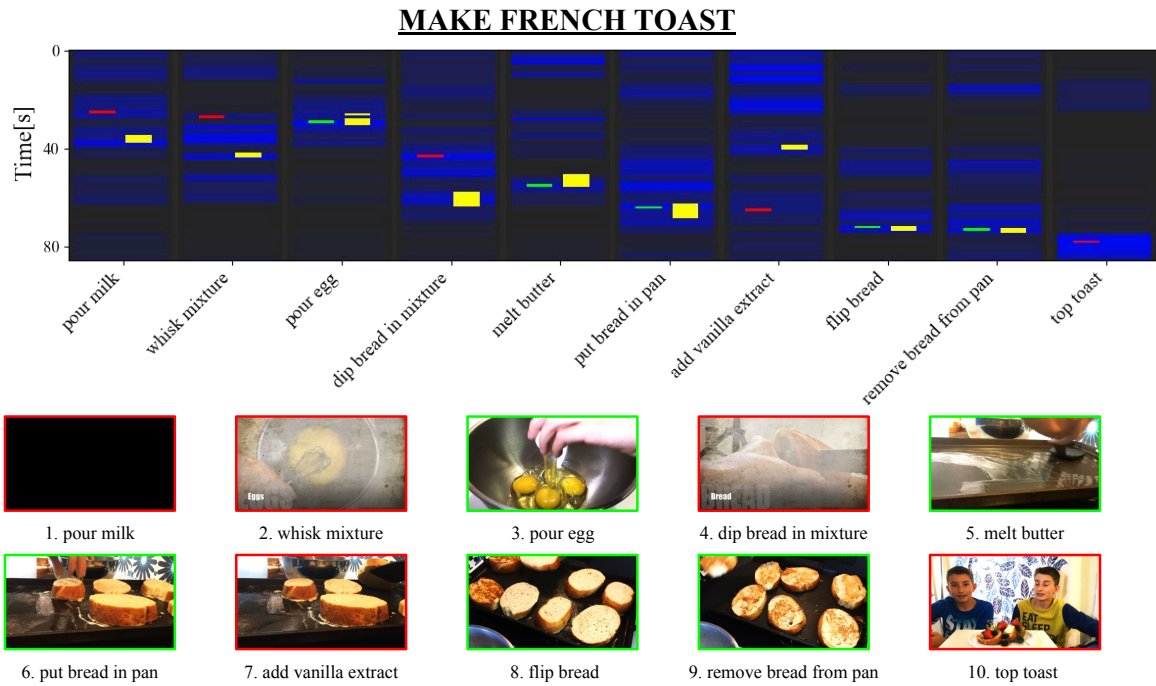 MAKE FRENCH TOAST
0
40
80
Time[s]
pour milk
whisk mixture
pour egg
dip bread in mixture
melt butter
put bread in pan
add vanilla extract
flip bread
remove bread from pan
top toast
Eggs
Bread
1. pour milk
2. whisk mixture
3. pour egg
4. dip bread in mixture
5. melt butter
EAT
SLEEP
6. put bread in pan
7. add vanilla extract
8. flip bread
9. remove bread from pan
10. top toast